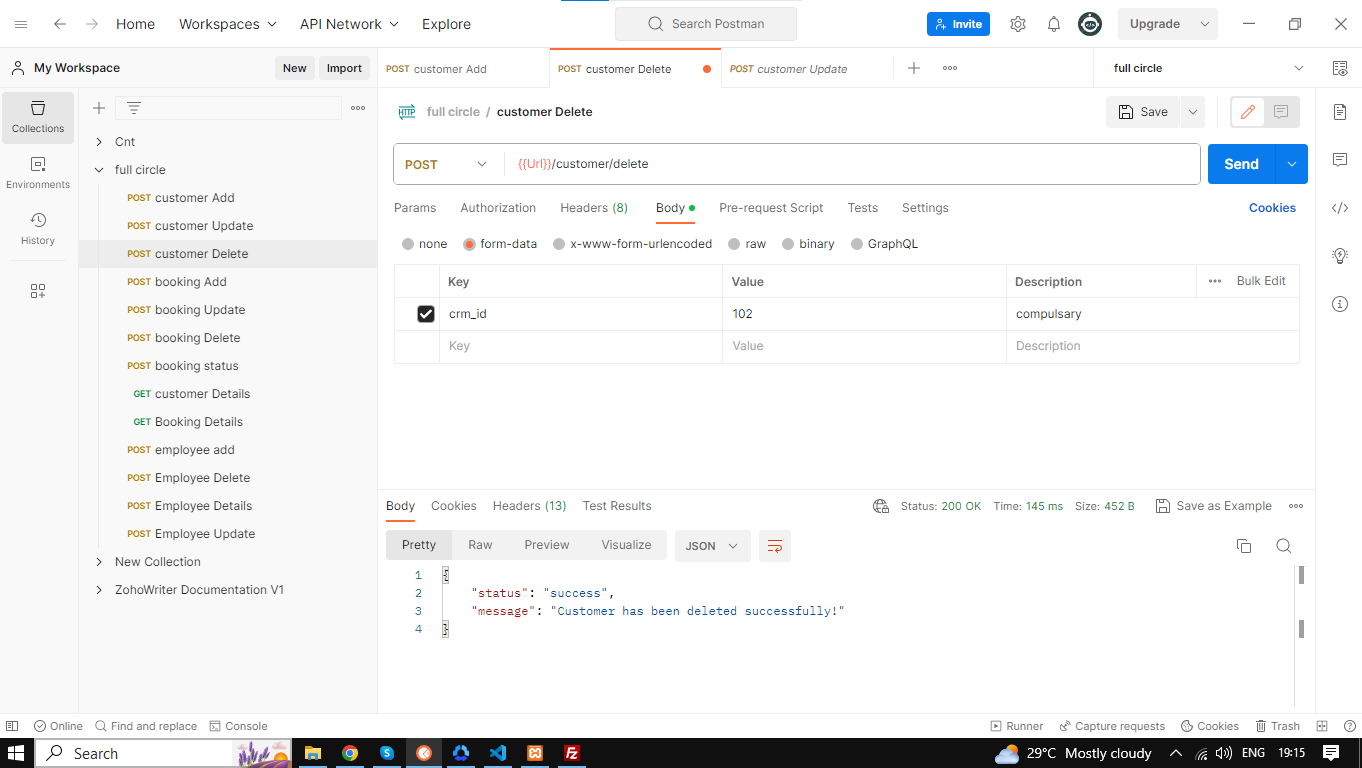 Home Workspaces API Network Explore Search Postman Invite Upgrade
My Workspace New Import POST customer Add POST customer Delete POST customer Update full circle
Collections
Environments
History
Cnt
full circle
POST customer Add
POST customer Update
POST customer Delete
POST booking Add
POST booking Update
POST booking Delete
POST booking status
GET customer Details
GET Booking Details
POST employee add
POST Employee Delete
POST Employee Details
POST Employee Update
New Collection
ZohoWriter Documentation V1
HTTP full circle / customer Delete Save
POST {{Url}}/customer/delete Send
Params Authorization Headers (8) Body Pre-request Script Tests Settings Cookies
none form-data x-www-form-urlencoded raw binary GraphQL
Key Value Description Bulk Edit
crm_id 102 compulsary
Key Value Description
Body Cookies Headers (13) Test Results Status: 200 OK Time: 145 ms Size: 452 B Save as Example
Pretty Raw Preview Visualize JSON
1 {
2 "status": "success",
3 "message": "Customer has been deleted successfully!"
4 }
Online Find and replace Console Runner Capture requests Cookies Trash
Search 29°C Mostly cloudy ENG 19:15